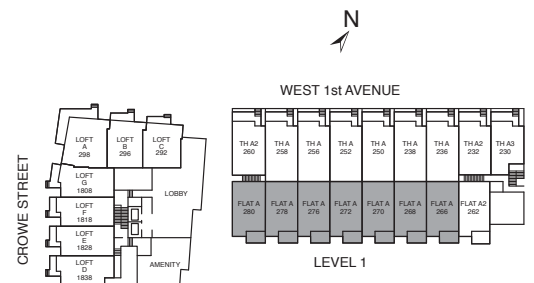 N
WEST 1st AVENUE
CROWE STREET
LOFT
A
298
LOFT
B
296
LOFT
C
292
LOFT
G
1808
LOFT
F
1818
LOFT
E
1828
LOFT
D
1838
LOBBY
AMENITY
TH A2
260
TH A
258
TH A
256
TH A
252
TH A
250
TH A
238
TH A
236
TH A2
232
TH A3
230
FLAT A
280
FLAT A
278
FLAT A
276
FLAT A
272
FLAT A
270
FLAT A
268
FLAT A
266
FLAT A2
262
LEVEL 1